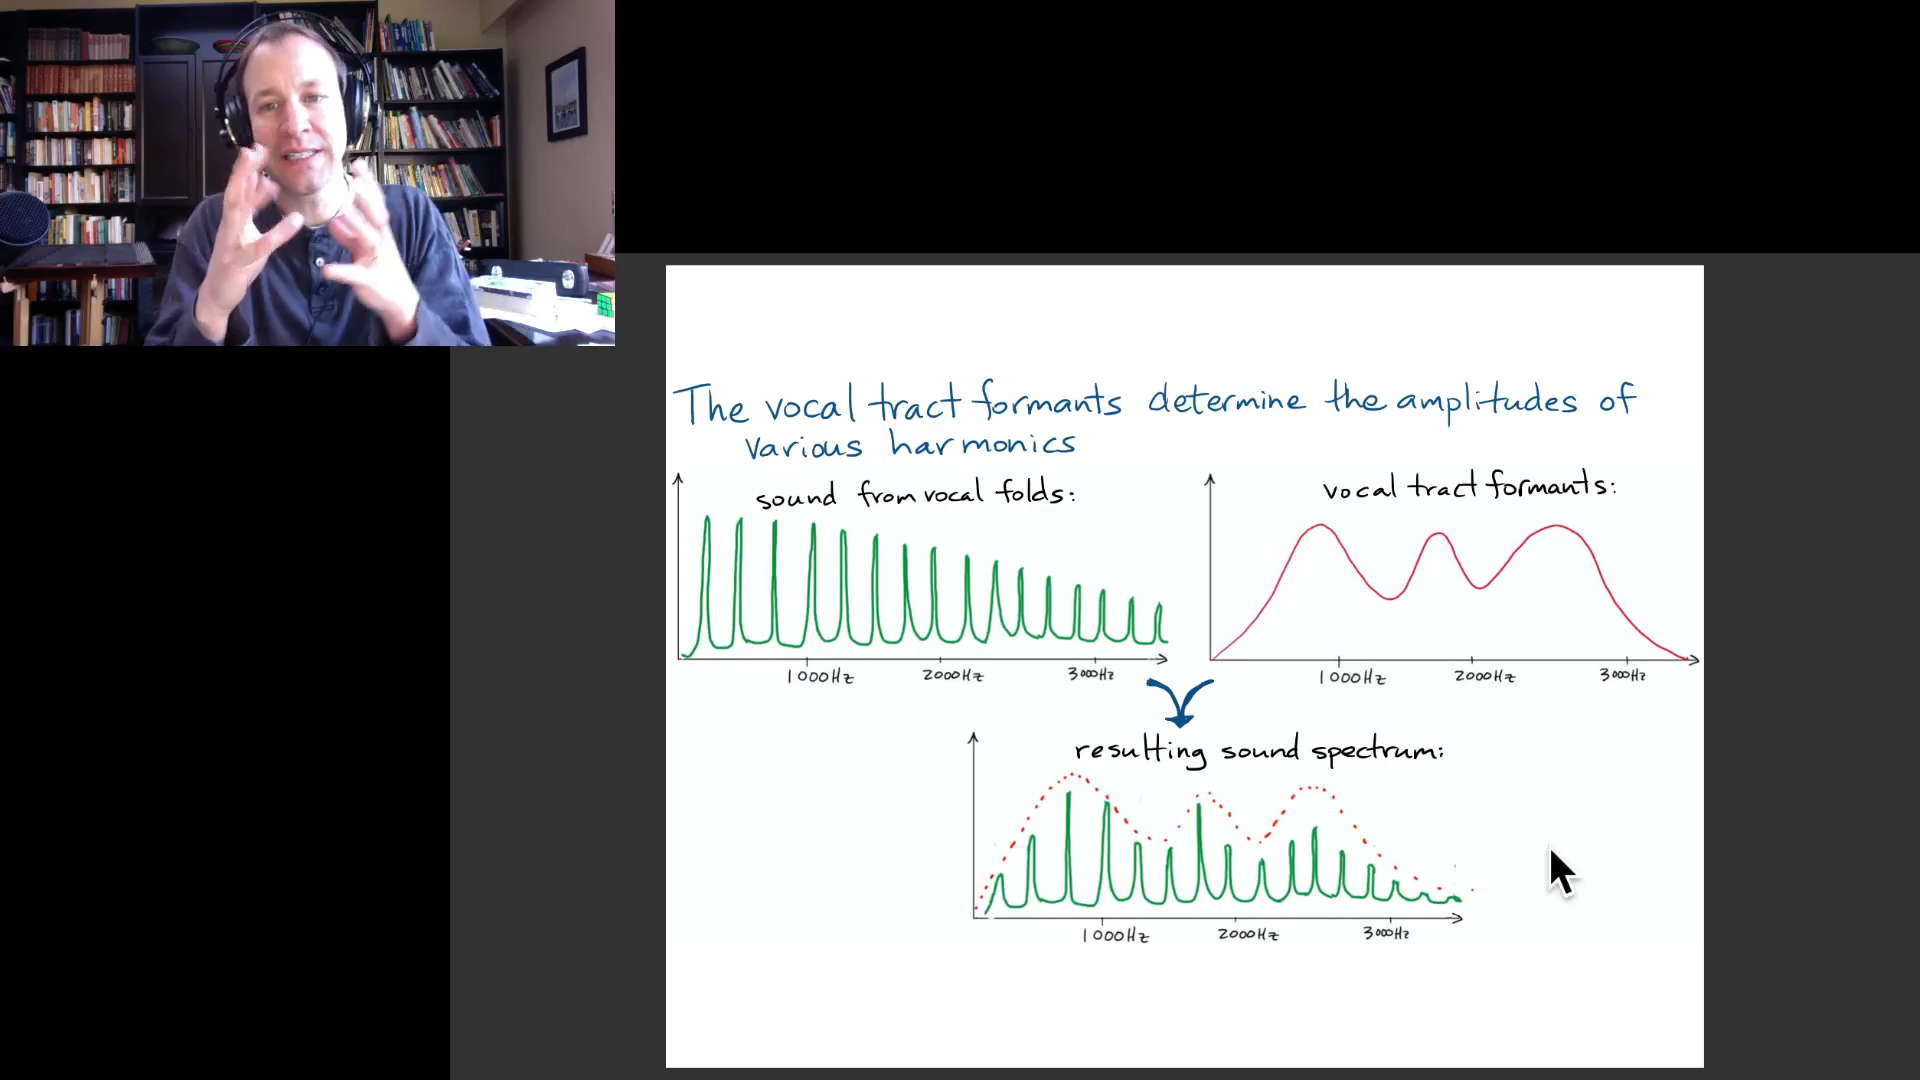 The vocal tract formants determine the amplitudes of
various harmonics
sound from vocal folds:
1000Hz 2000Hz 3000Hz
vocal tract formants:
1000Hz 2000Hz 3000Hz
resulting sound spectrum:
1000Hz 2000Hz 3000Hz